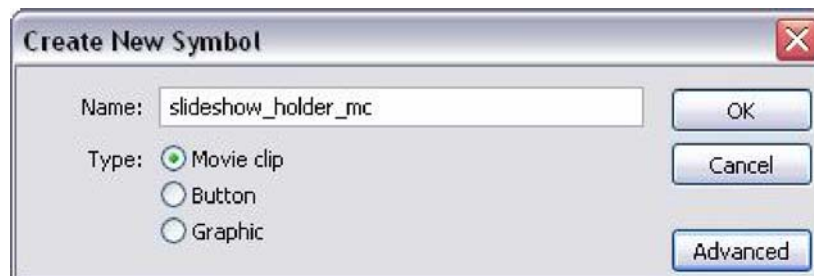 Create New Symbol
Name: slideshow_holder_mc
OK
Type: Movie clip
Cancel
Button
Graphic
Advanced